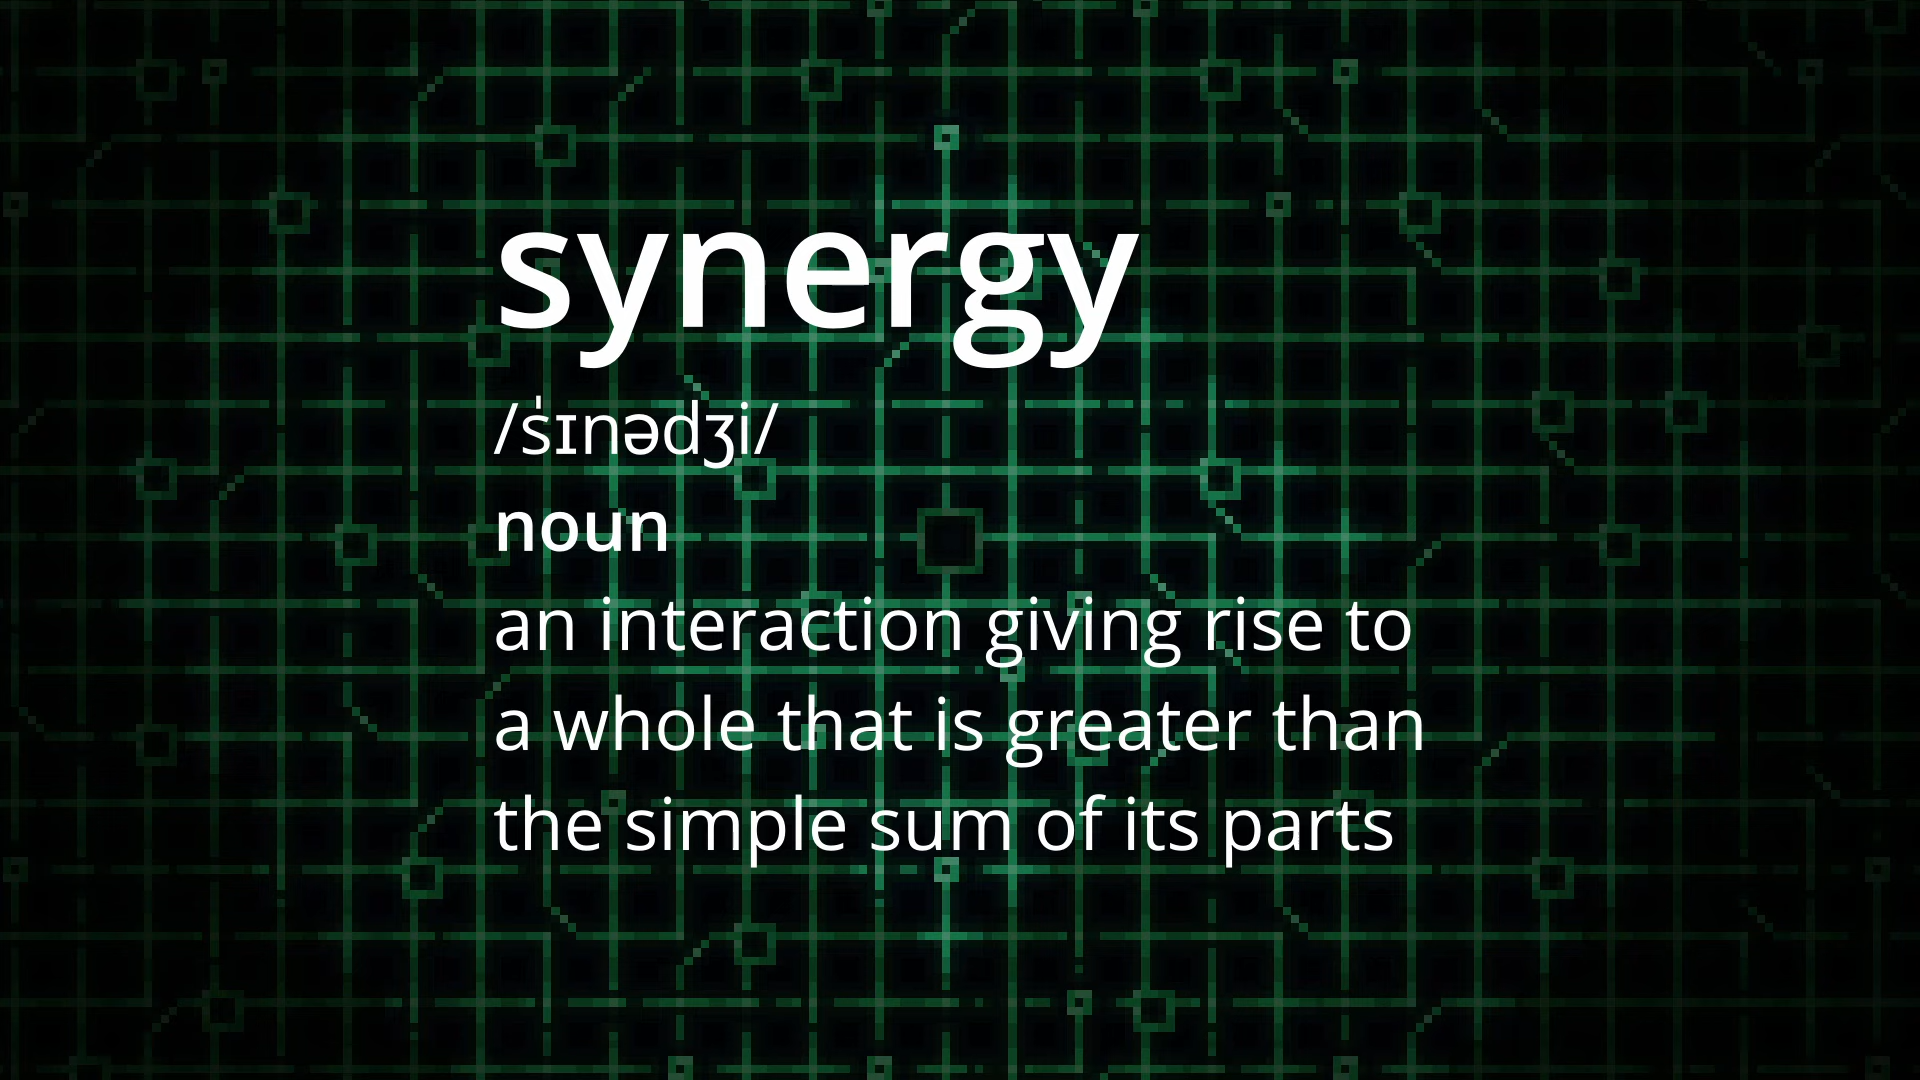 synergy
/ˈsɪnədʒi/
noun
an interaction giving rise to
a whole that is greater than
the simple sum of its parts